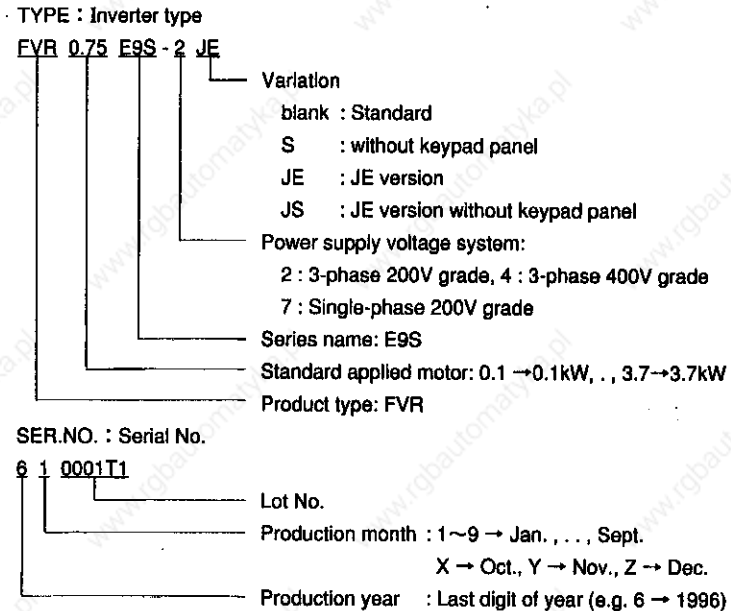 TYPE : Inverter type
FVR 0.75 E9S - 2 JE
Variation
blank : Standard
S : without keypad panel
JE : JE version
JS : JE version without keypad panel
Power supply voltage system:
2 : 3-phase 200V grade, 4 : 3-phase 400V grade
7 : Single-phase 200V grade
Series name: E9S
Standard applied motor: 0.1 →0.1kW, . , 3.7→3.7kW
Product type: FVR
SER.NO. : Serial No.
6 1 0001T1
Lot No.
Production month : 1~9 → Jan. , . . , Sept.
X → Oct., Y → Nov., Z → Dec.
Production year : Last digit of year (e.g. 6 → 1996)
www.rgbautomatyka.pl